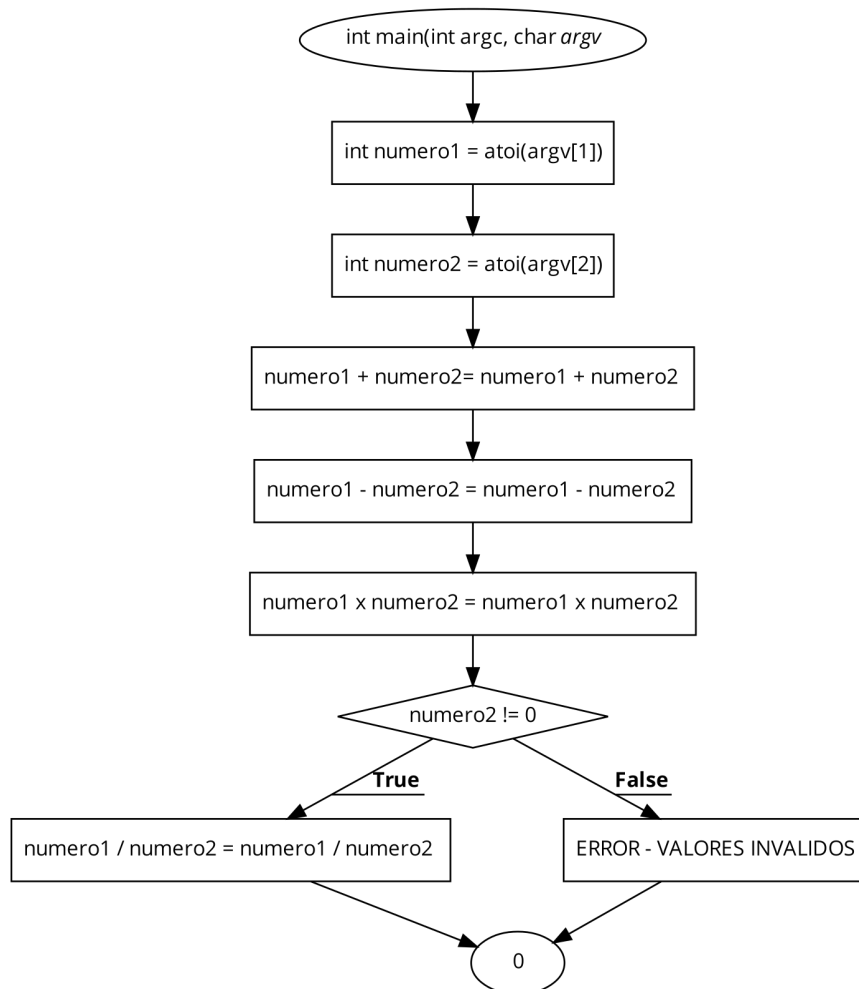 int main(int argc, char argv
int numero1 = atoi(argv[1])
int numero2 = atoi(argv[2])
numero1 + numero2= numero1 + numero2
numero1 - numero2 = numero1 - numero2
numero1 x numero2 = numero1 x numero2
numero2 != 0
True
False
numero1 / numero2 = numero1 / numero2
ERROR - VALORES INVALIDOS
0